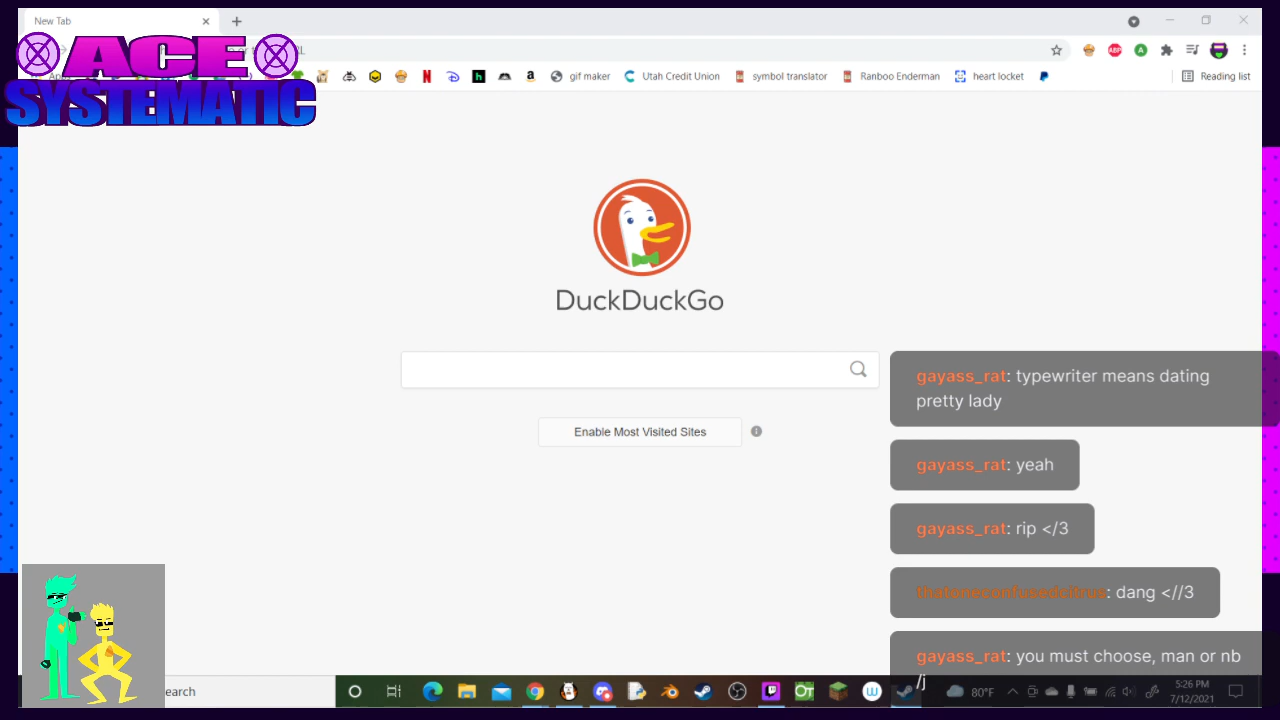 New Tab
ACE
SYSTEMATIC
gif maker
Utah Credit Union
symbol translator
Ranboo Enderman
heart locket
Reading list
DuckDuckGo
Enable Most Visited Sites
gayass_rat: typewriter means dating
pretty lady
gayass_rat: yeah
gayass_rat: rip </3
thatoneconfusedcitrus: dang <//3
gayass_rat: you must choose, man or nb
/j
earch
80°F
5:26 PM
7/12/2021